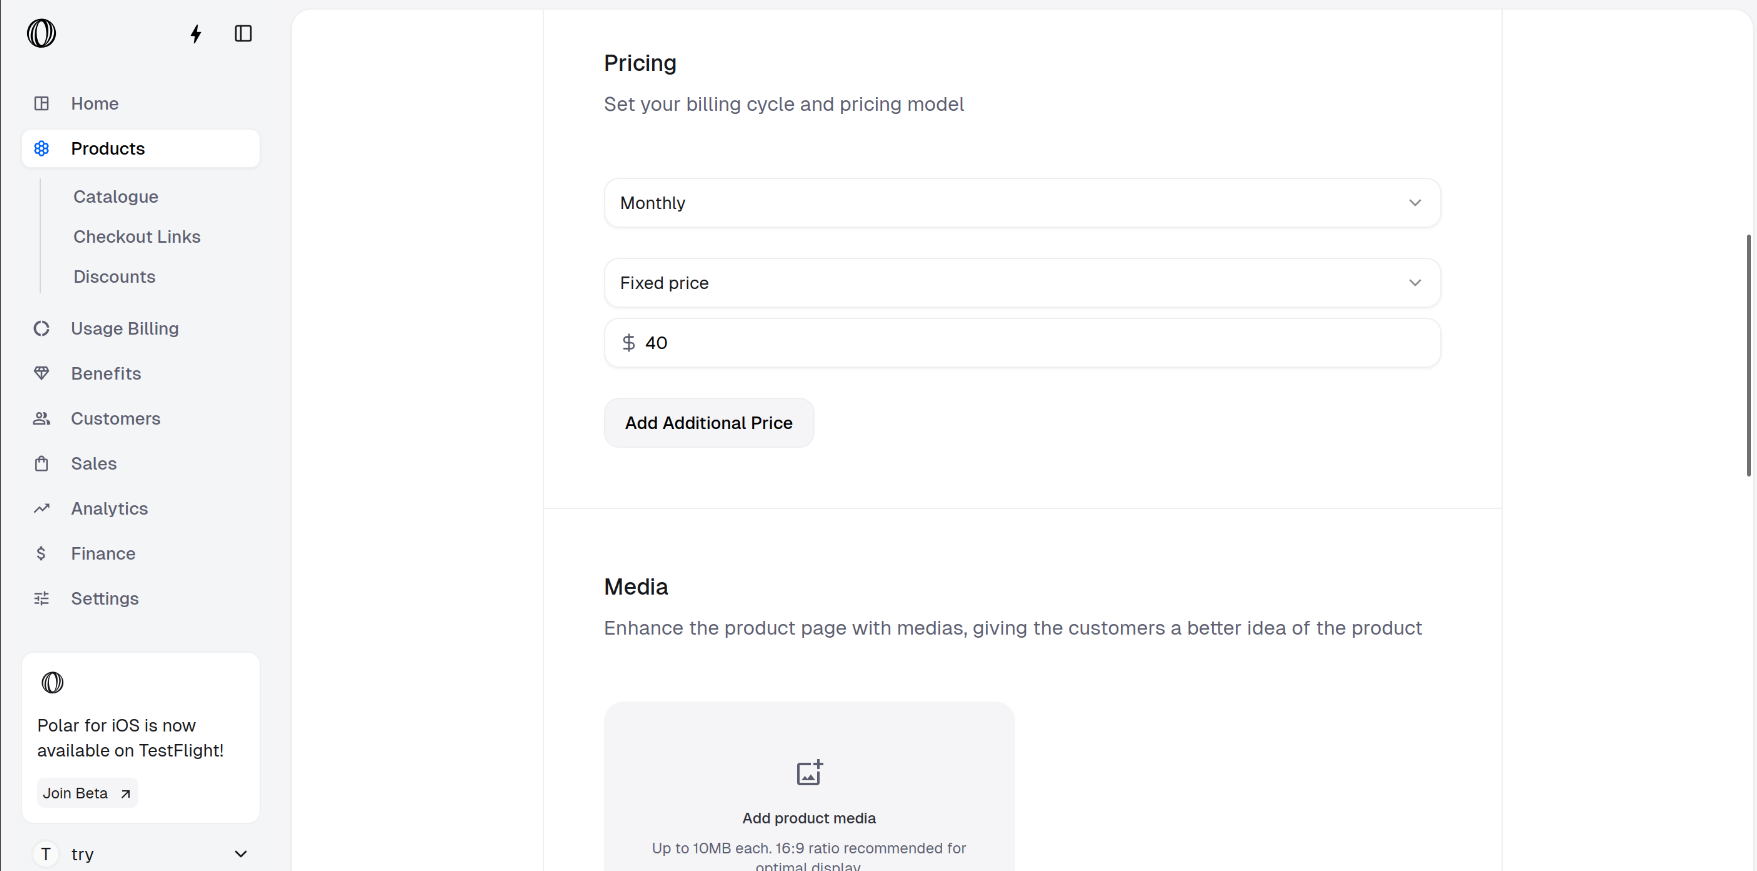 Home
Products
Catalogue
Checkout Links
Discounts
Usage Billing
Benefits
Customers
Sales
Analytics
Finance
Settings
Polar for iOS is now
available on TestFlight!
Join Beta
T try
Pricing
Set your billing cycle and pricing model
Monthly
Fixed price
$ 40
Add Additional Price
Media
Enhance the product page with medias, giving the customers a better idea of the product
Add product media
Up to 10MB each. 16:9 ratio recommended for
optimal display